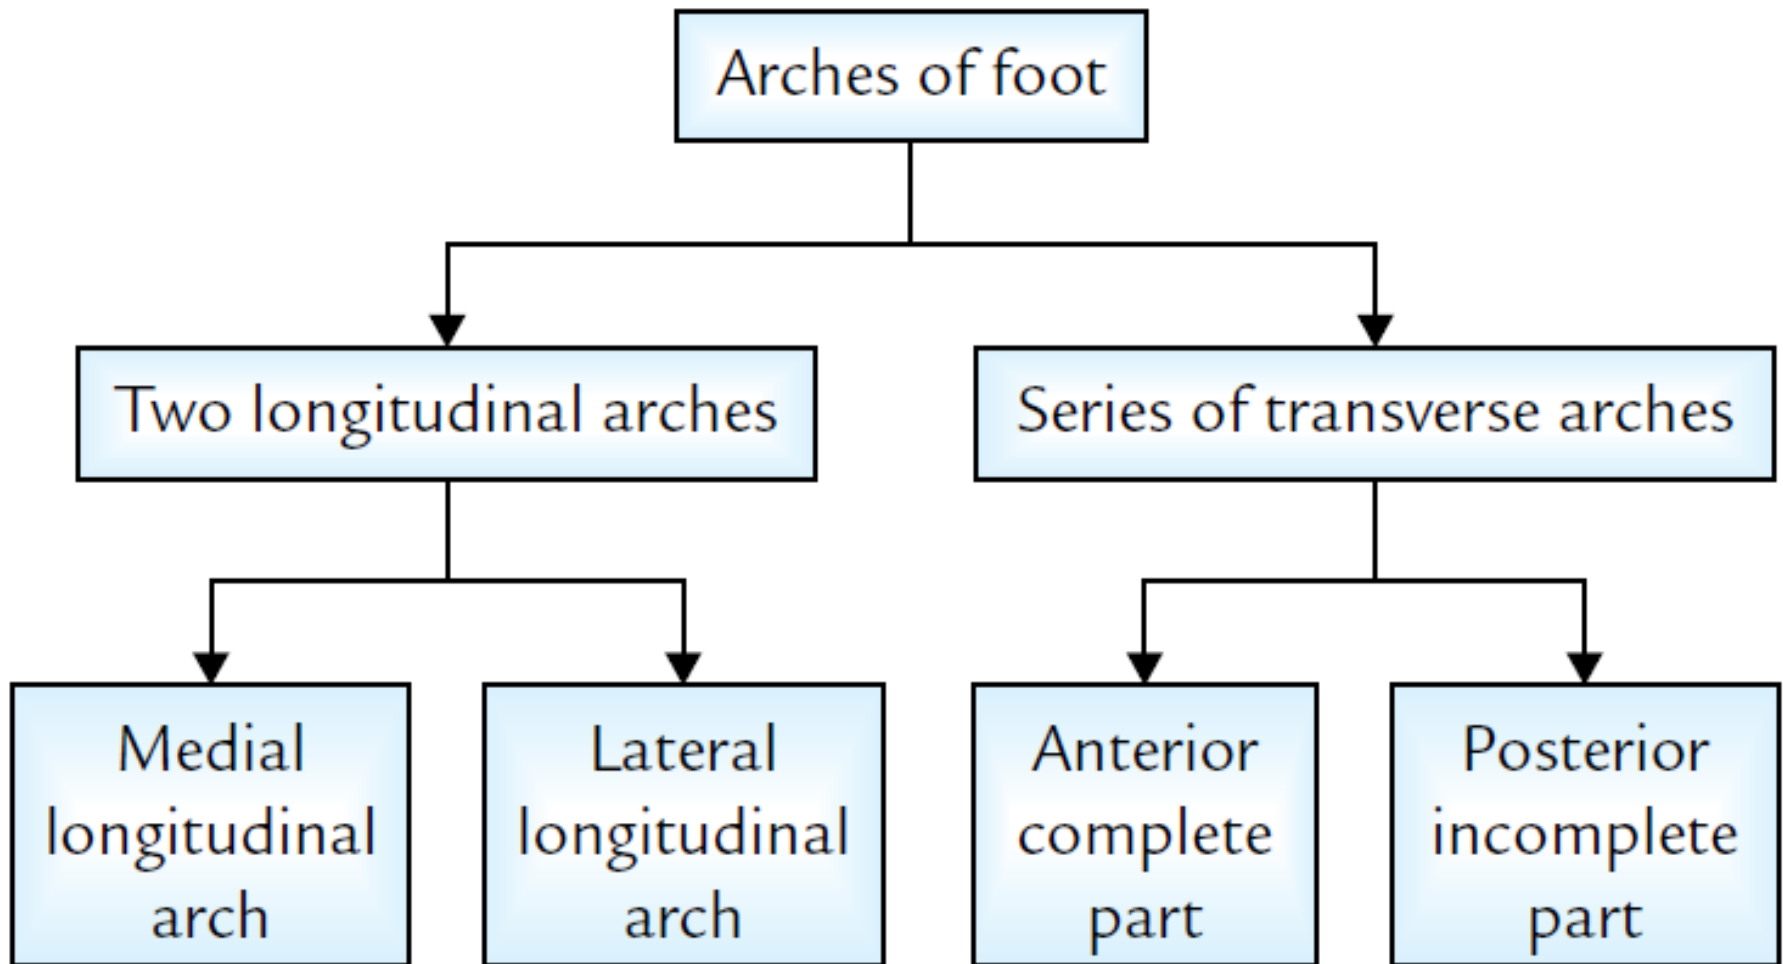 Arches of foot
Two longitudinal arches
Series of transverse arches
Medial
longitudinal
arch
Lateral
longitudinal
arch
Anterior
complete
part
Posterior
incomplete
part